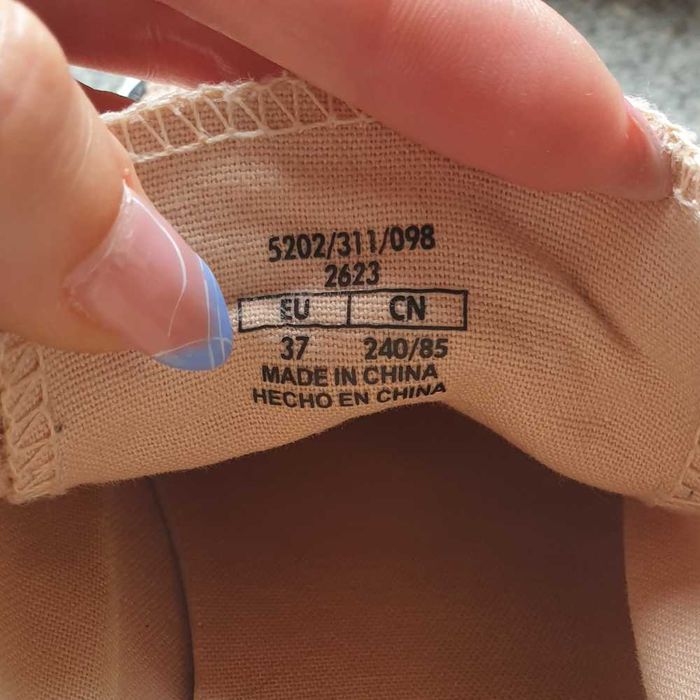 5202/311/098
2623
EU CN
37 240/85
MADE IN CHINA
HECHO EN CHINA